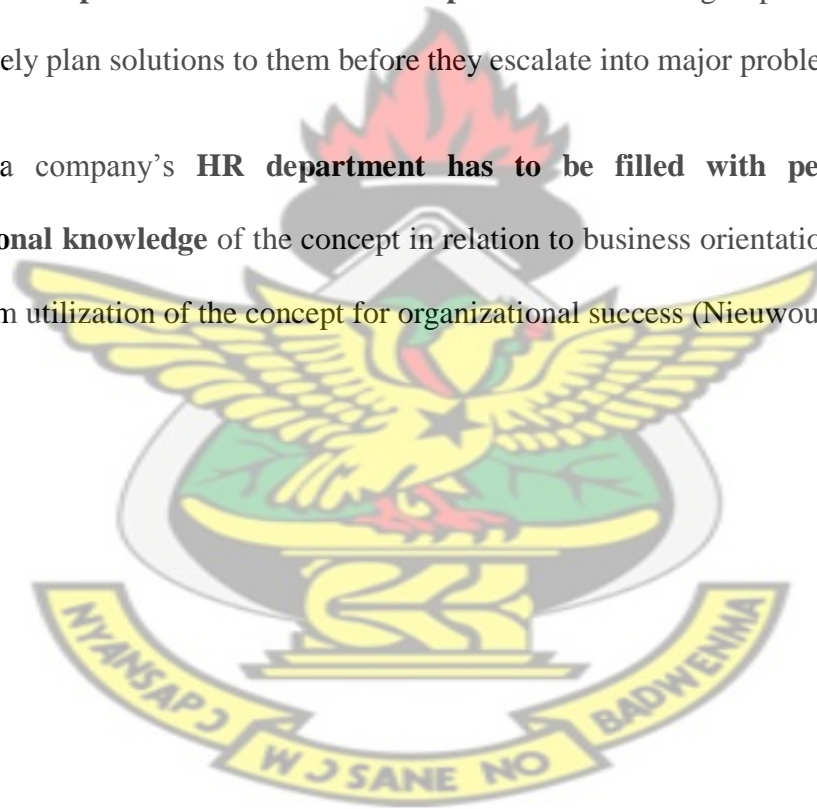 ely plan solutions to them before they escalate into major proble
a company’s HR department has to be filled with pe
onal knowledge of the concept in relation to business orientatio
n utilization of the concept for organizational success (Nieuwou
NYANSAPƆ WƆSANE NO BADWENMA